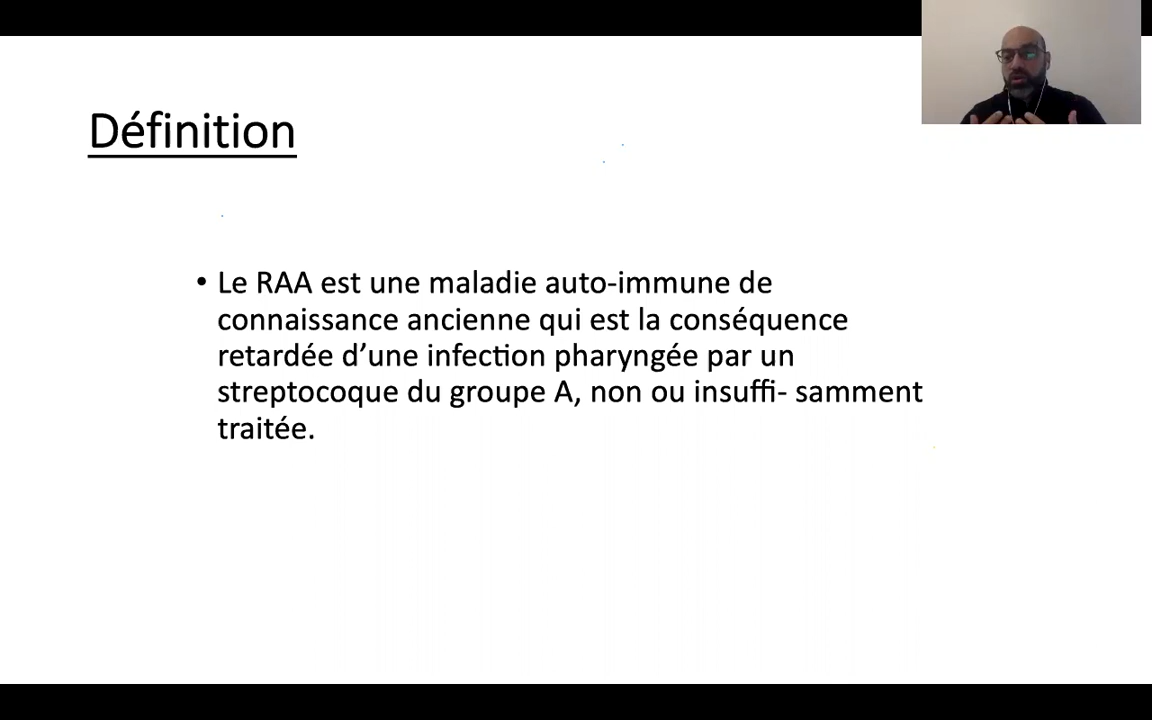 Définition
• Le RAA est une maladie auto-immune de
connaissance ancienne qui est la conséquence
retardée d’une infection pharyngée par un
streptocoque du groupe A, non ou insuffi- samment
traitée.